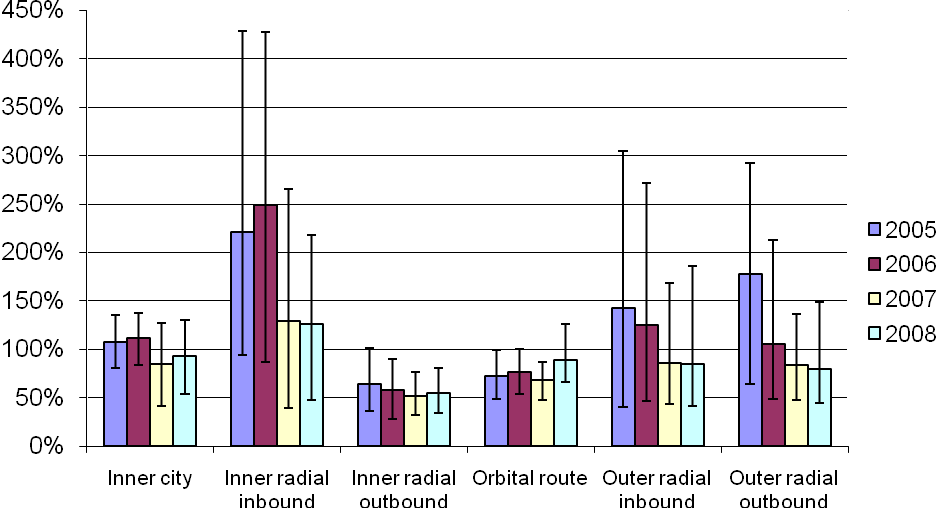 450%
400%
350%
300%
250%
200%
150%
100%
50%
0%
Inner city
Inner radial
inbound
Inner radial
outbound
Orbital route
Outer radial
inbound
Outer radial
outbound
2005
2006
2007
2008